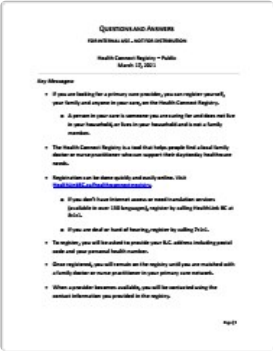 QUESTIONS AND ANSWERS
FOR INTERNAL USE – NOT FOR DISTRIBUTION
Health Connect Registry – Public
March 17, 2021
Key Messages:
• If you are looking for a primary care provider, you can register yourself,
your family and anyone in your care, on the Health Connect Registry.
o A person in your care is someone you are caring for and does not live
in your household, or lives in your household and is not a family
member.
• The Health Connect Registry is a tool that helps people find a local family
doctor or nurse practitioner who can support their day-to-day healthcare
needs.
• Registration can be done quickly and easily online. Visit
HealthLinkBC.ca/healthconnectregistry.
o If you don't have internet access or need translation services
(available in over 130 languages), register by calling HealthLink BC at
8-1-1.
o If you are deaf or hard of hearing, register by calling 7-1-1.
• To register, you will be asked to provide your B.C. address including postal
code and your personal health number.
• Once registered, you will remain on the registry until you are matched with
a family doctor or nurse practitioner in your primary care network.
• When a provider becomes available, you will be contacted using the
contact information you provided in the registry.